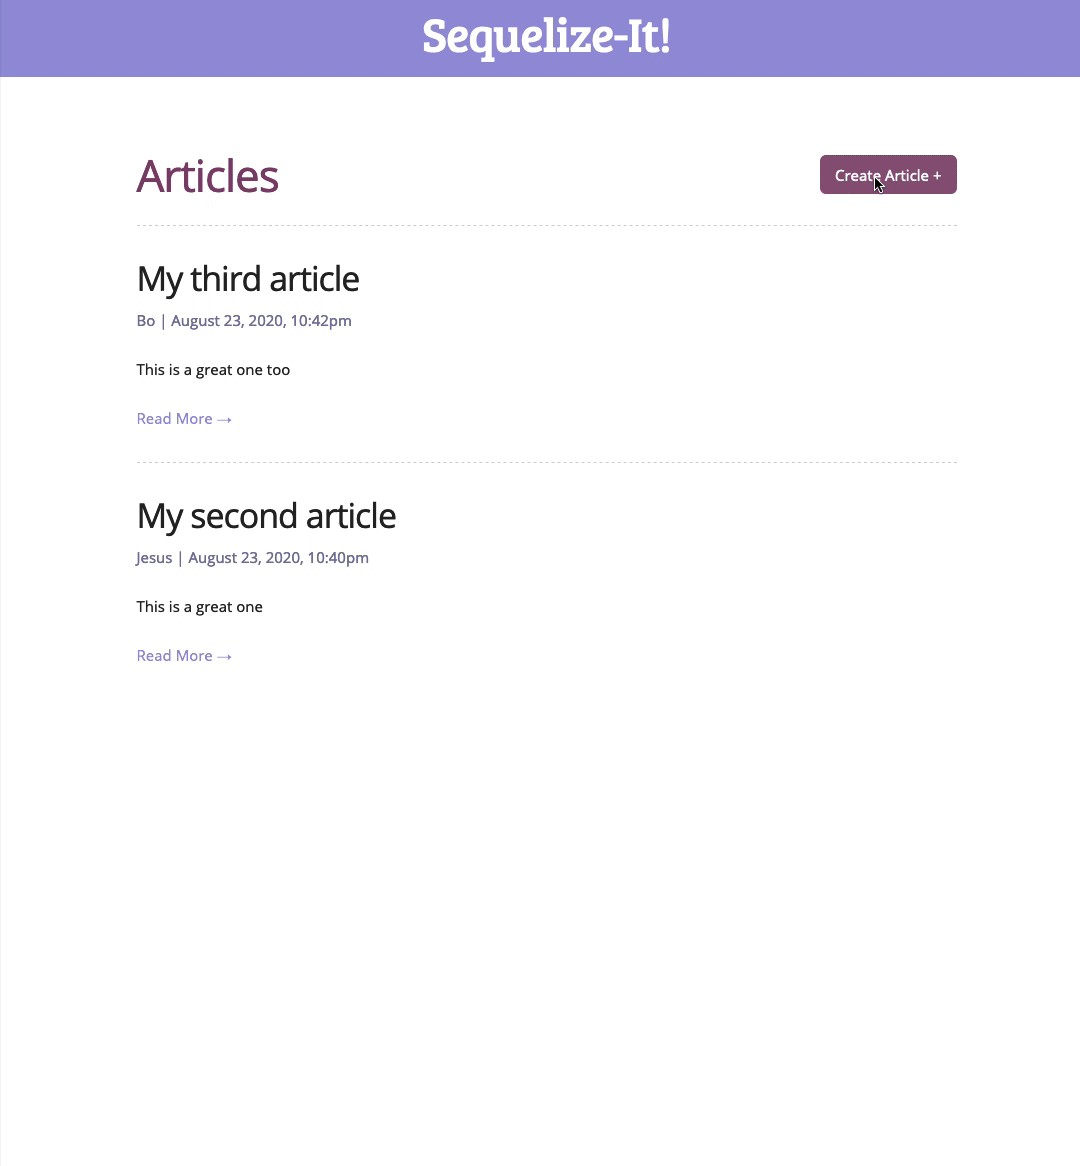 Sequelize-It!
Articles
Create Article +
My third article
Bo | August 23, 2020, 10:42pm
This is a great one too
Read More →
My second article
Jesus | August 23, 2020, 10:40pm
This is a great one
Read More →